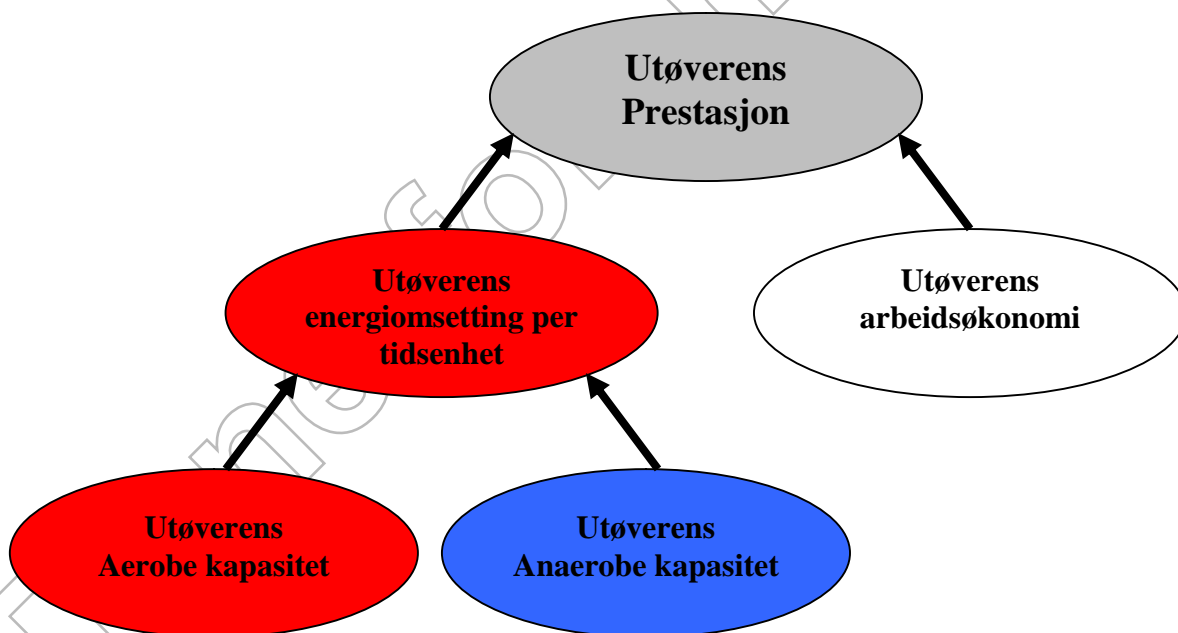 Utøverens
Prestasjon
Utøverens
energiomsetting per
tidsenhet
Utøverens
arbeidsøkonomi
Utøverens
Aerobe kapasitet
Utøverens
Anaerobe kapasitet